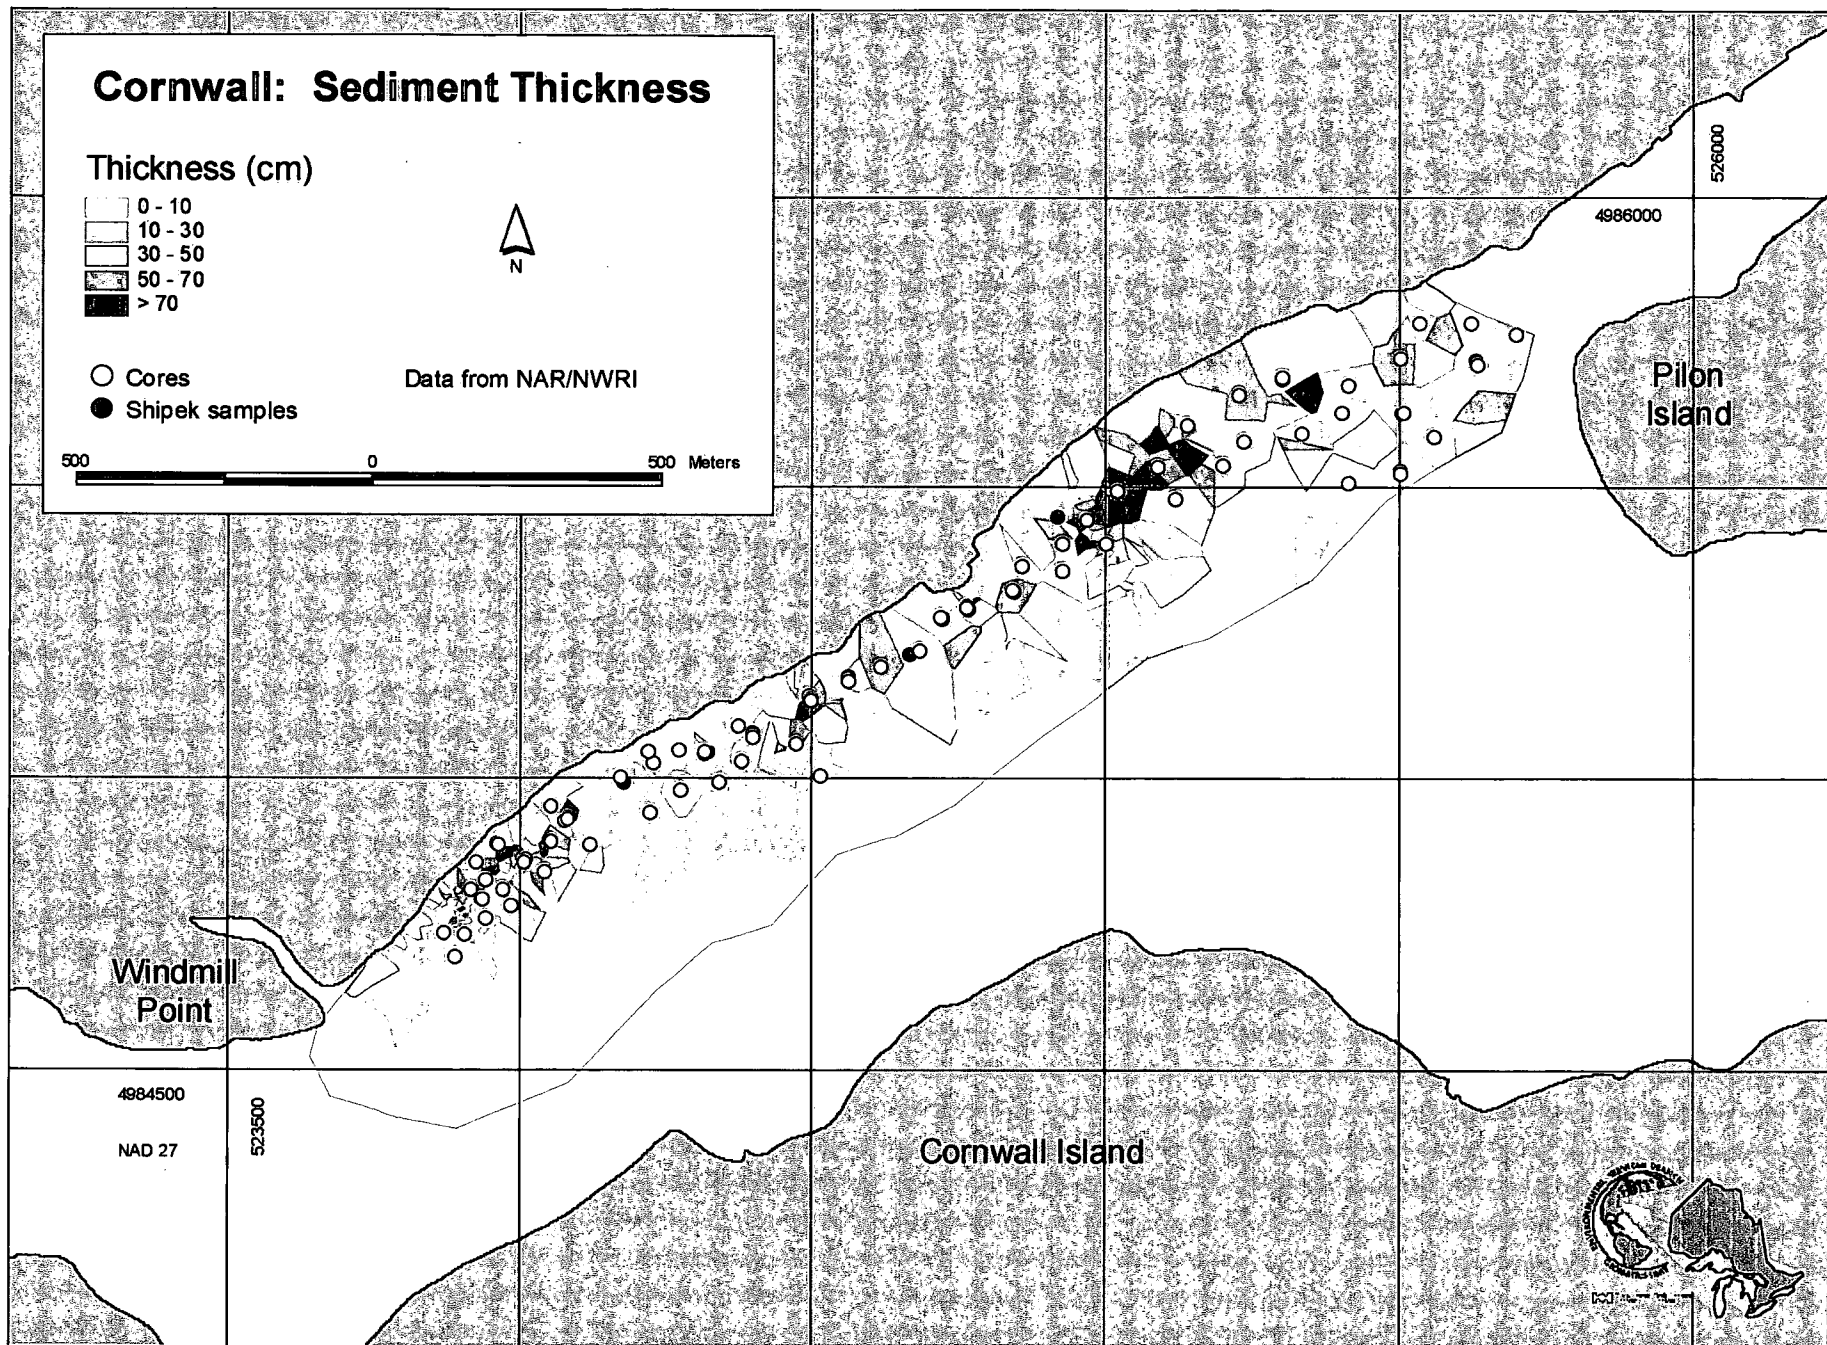 Cornwall: Sediment Thickness
Thickness (cm)
0 - 10
10 - 30
30 - 50
50 - 70
> 70
N
Cores
Data from NAR/NWRI
Shipek samples
500
0
500 Meters
526000
4986000
Pilon
Island
Windmill
Point
4984500
523500
NAD 27
Cornwall Island